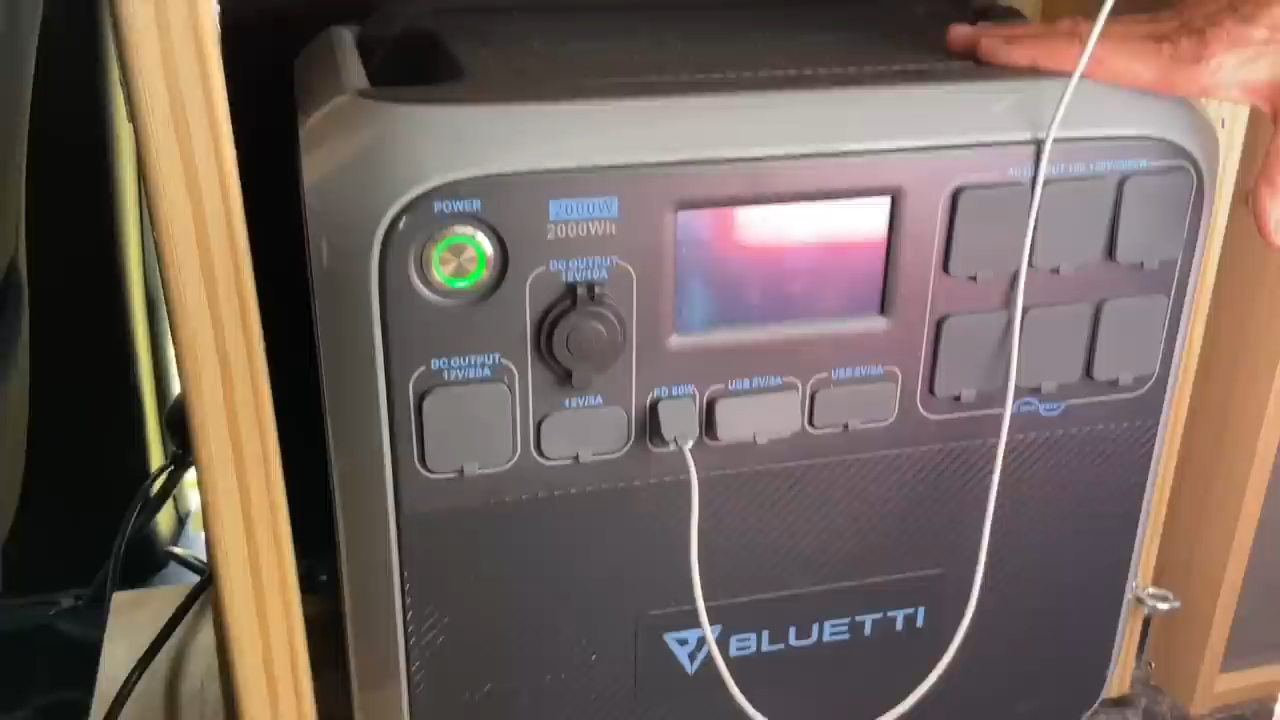 POWER
2000W
2000Wh
DC OUTPUT
12V/10A
DC OUTPUT
12V/25A
12V/3A
PD 60W
USB 5V/3A
USB 5V/3A
BLUETTI